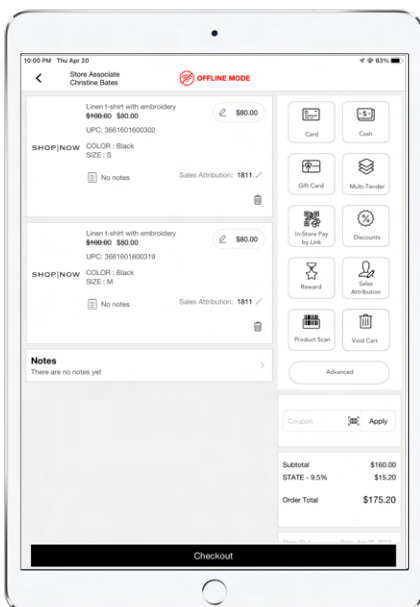 10:00 PM Thu Apr 20
83%
Store Associate
Christine Bates
OFFLINE MODE
Linen t-shirt with embroidery
$100.00 $80.00
$80.00
UPC: 3661601600302
SHOP|NOW
COLOR : Black
SIZE : S
No notes
Sales Attribution: 1811
Linen t-shirt with embroidery
$100.00 $80.00
$80.00
UPC: 3661601600319
SHOP|NOW
COLOR : Black
SIZE : M
No notes
Sales Attribution: 1811
Notes
There are no notes yet
Card
Cash
Gift Card
Multi-Tender
In-Store Pay
by Link
Discounts
Reward
Sales
Attribution
Product Scan
Void Cart
Advanced
Coupon
Apply
Subtotal $160.00
STATE - 9.5% $15.20
Order Total $175.20
Checkout